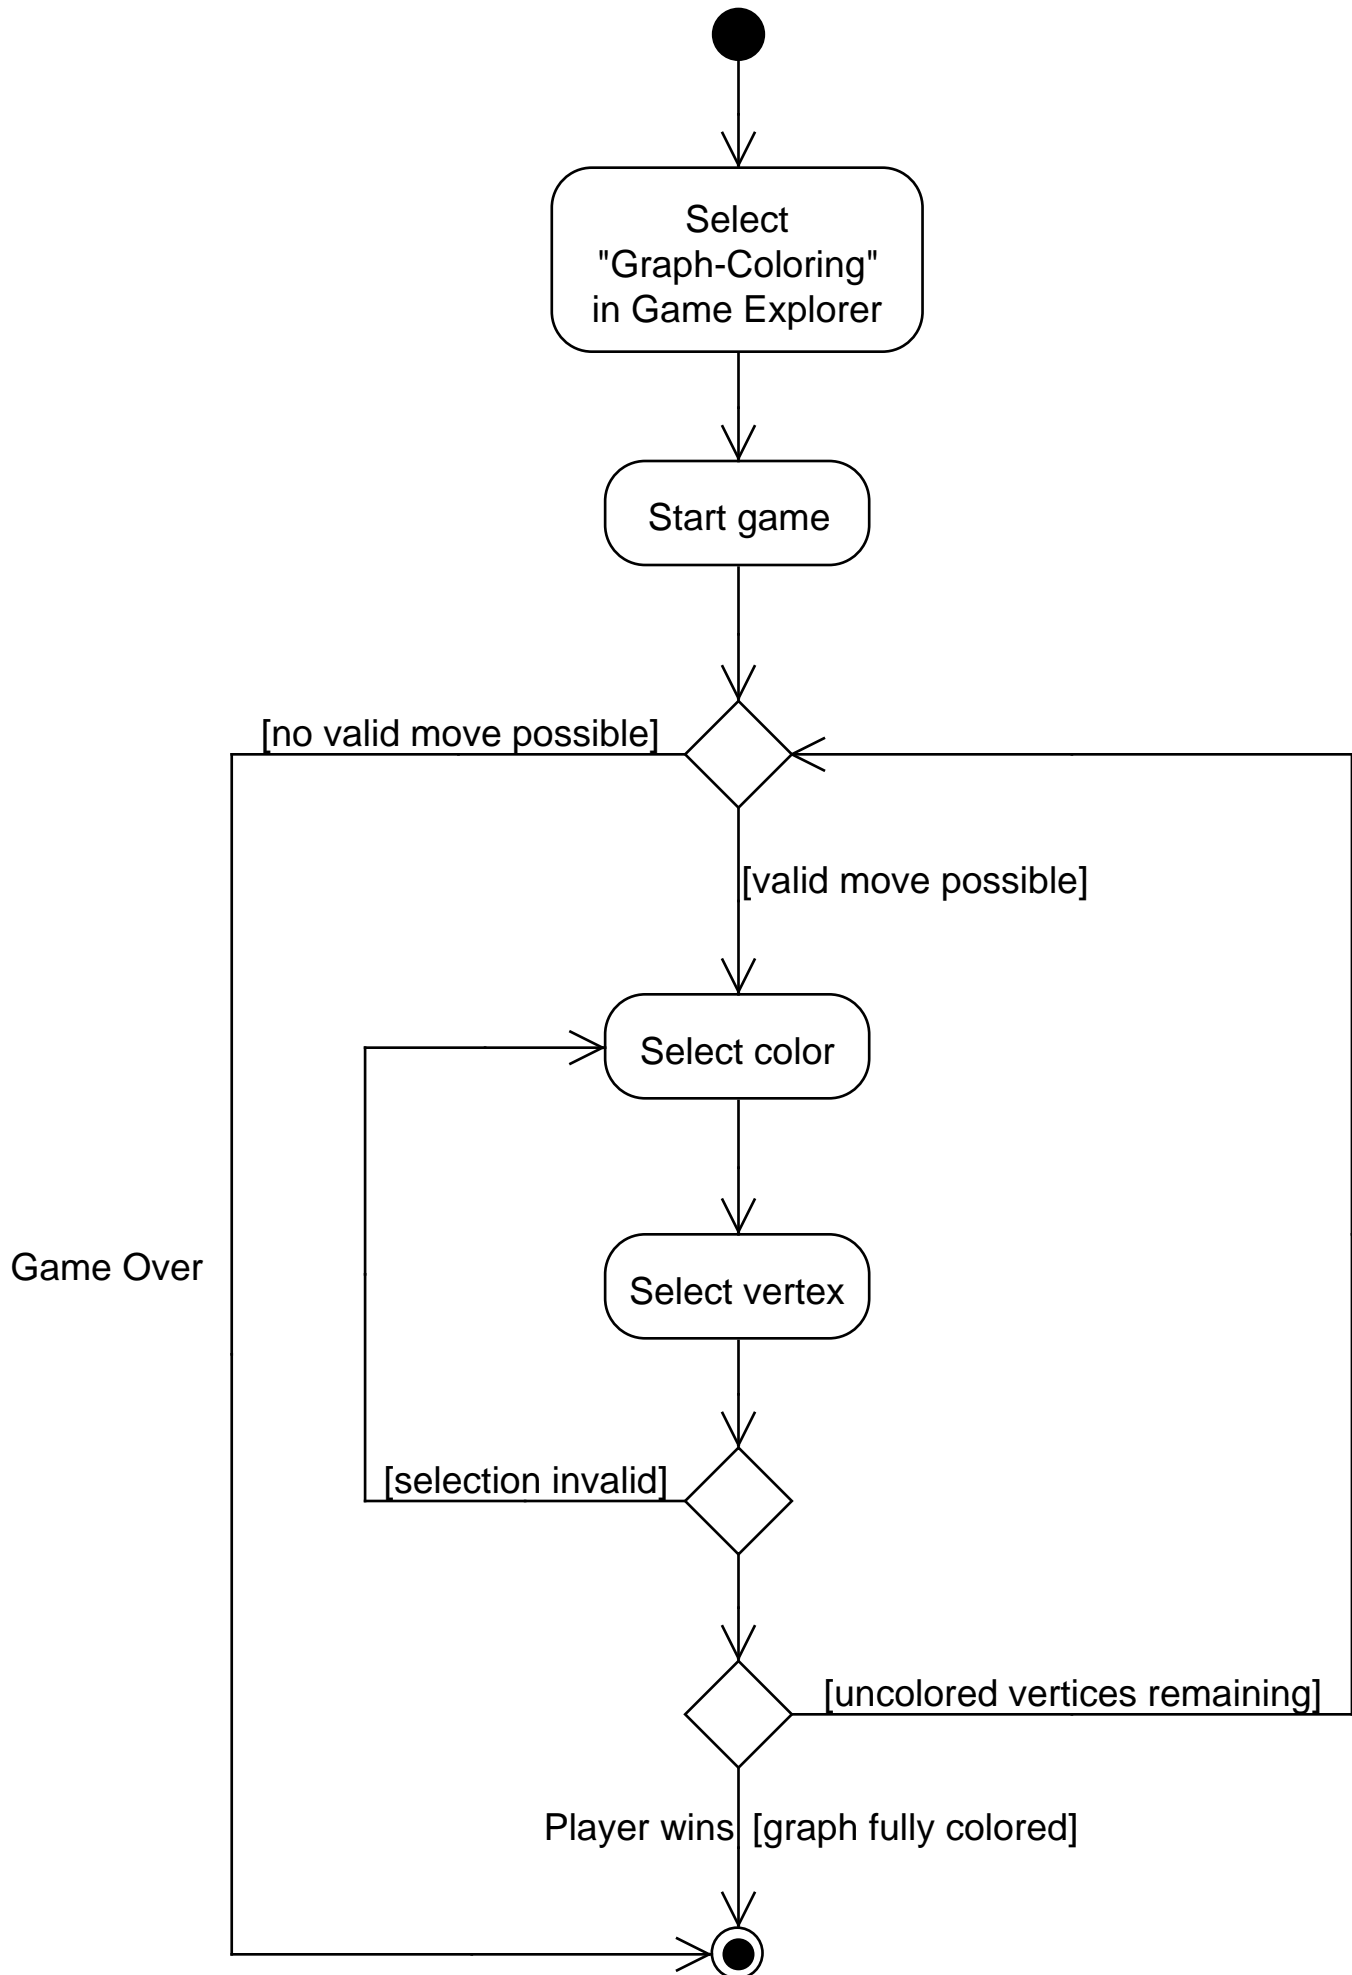 Select
"Graph-Coloring"
in Game Explorer
Start game
[no valid move possible]
[valid move possible]
Select color
Game Over
Select vertex
[selection invalid]
[uncolored vertices remaining]
Player wins [graph fully colored]